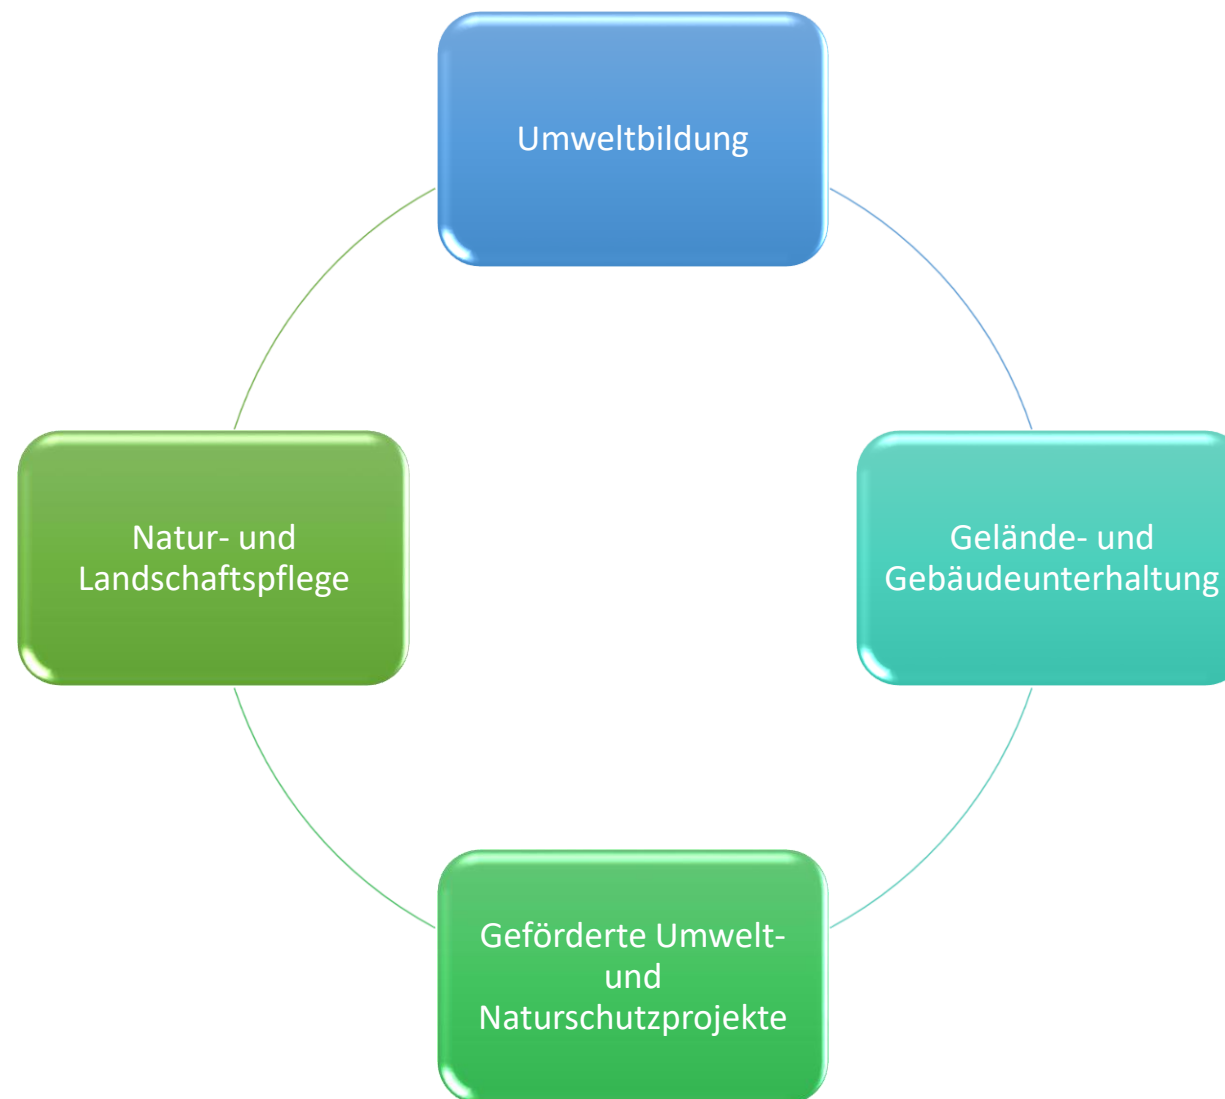 Umweltbildung
Natur- und
Landschaftspflege
Gelände- und
Gebäudeunterhaltung
Geförderte Umwelt-
und
Naturschutzprojekte